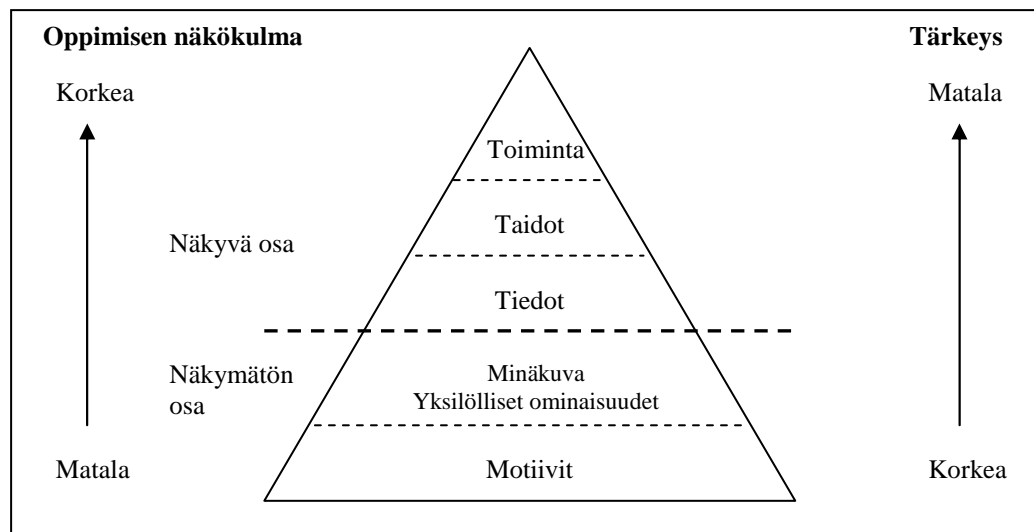 Oppimisen näkökulma
Tärkeys
Korkea
Matala
Toiminta
Taidot
Näkyvä osa
Tiedot
Näkymätön
osa
Minäkuva
Yksilölliset ominaisuudet
Matala
Motiivit
Korkea